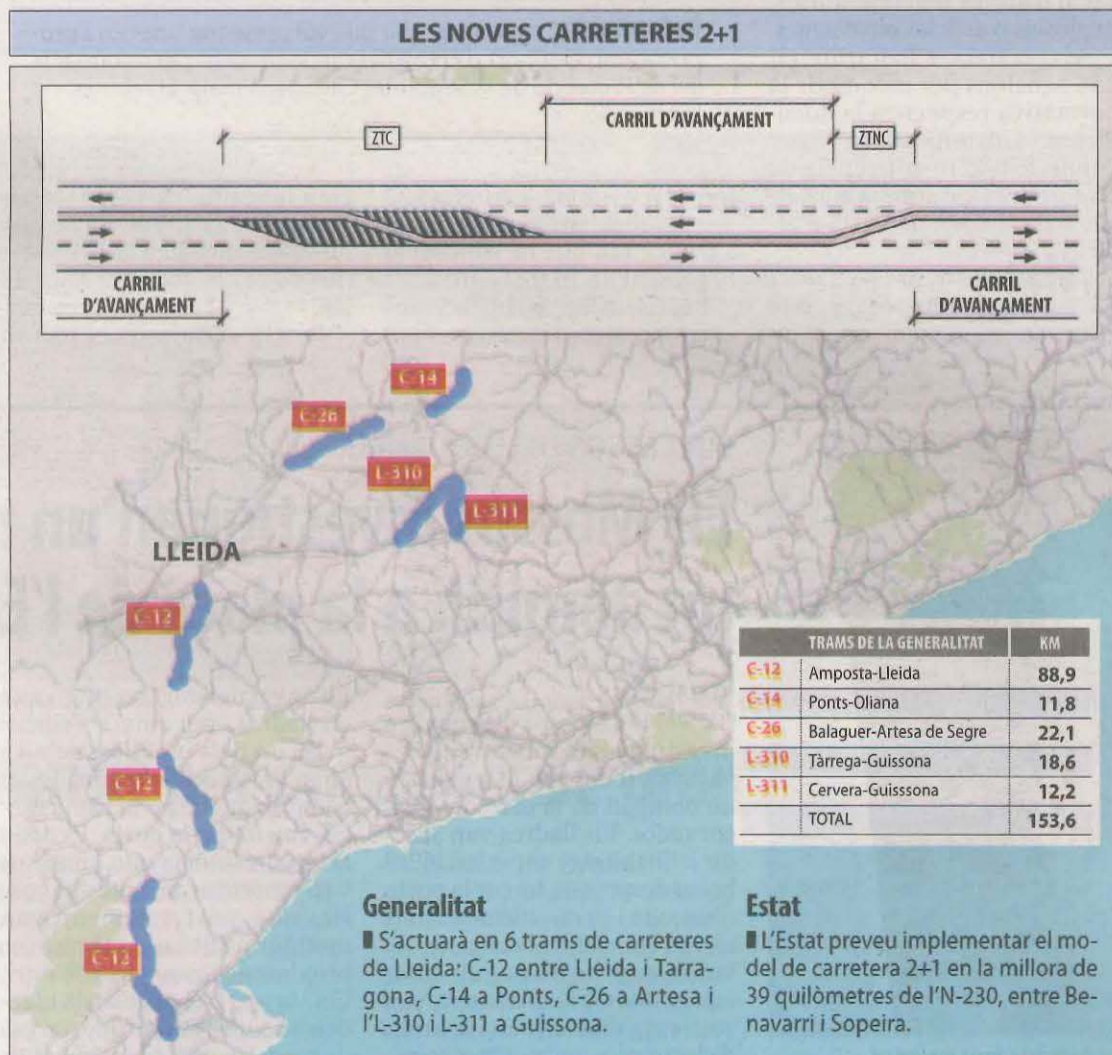 LES NOVES CARRETERES 2+1
CARRIL D'AVANÇAMENT
ZTC
ZTNC
CARRIL
D'AVANÇAMENT
CARRIL
D'AVANÇAMENT
C-14
C-26
L-310
L-311
LLEIDA
C-12
C-12
C-12
TRAMS DE LA GENERALITAT KM
C-12 Amposta-Lleida 88,9
C-14 Ponts-Oliana 11,8
C-26 Balaguer-Artesa de Segre 22,1
L-310 Tàrrega-Guissona 18,6
L-311 Cervera-Guisssona 12,2
TOTAL 153,6
Generalitat
S'actuarà en 6 trams de carreteres
de Lleida: C-12 entre Lleida i Tarra-
gona, C-14 a Ponts, C-26 a Artesa i
l'L-310 i L-311 a Guissona.
Estat
L'Estat preveu implementar el mo-
del de carretera 2+1 en la millora de
39 quilòmetres de l'N-230, entre Be-
navarri i Sopeira.